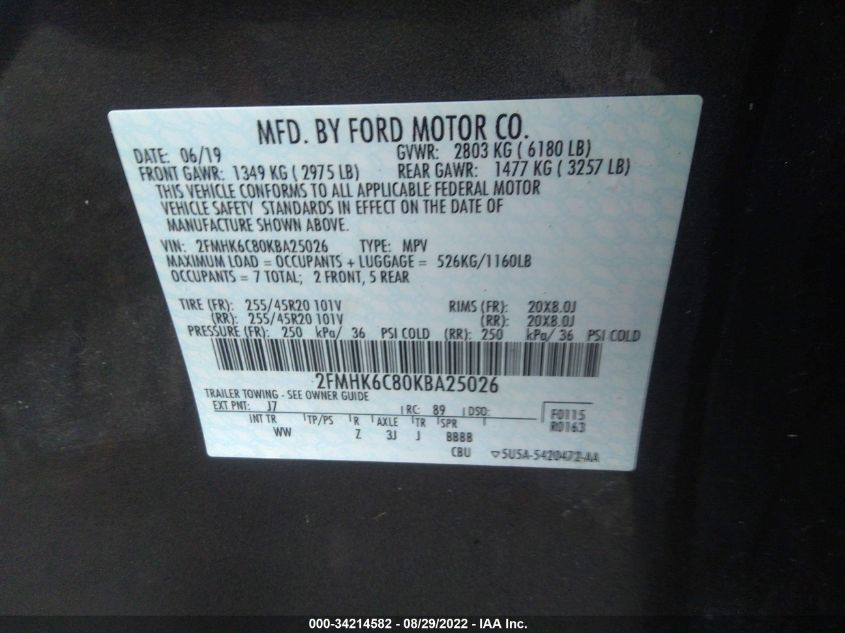 MFD. BY FORD MOTOR CO.
DATE: 06/19 GVWR: 2803 KG ( 6180 LB)
FRONT GAWR: 1349 KG ( 2975 LB) REAR GAWR: 1477 KG ( 3257 LB)
THIS VEHICLE CONFORMS TO ALL APPLICABLE FEDERAL MOTOR
VEHICLE SAFETY STANDARDS IN EFFECT ON THE DATE OF
MANUFACTURE SHOWN ABOVE.
VIN: 2FMHK6C80KBA25026 TYPE: MPV
MAXIMUM LOAD = OCCUPANTS + LUGGAGE = 526KG/1160LB
OCCUPANTS = 7 TOTAL; 2 FRONT, 5 REAR
TIRE (FR): 255/45R20 101V RIMS (FR): 20X8.0J
(RR): 255/45R20 101V (RR): 20X8.0J
PRESSURE (FR): 250 kPa/ 36 PSI COLD (RR): 250 kPa/ 36 PSI COLD
2FMHK6C80KBA25026
TRAILER TOWING - SEE OWNER GUIDE
EXT PNT: J7 RC: 89 DSO: F0115
INT TR TP/PS R AXLE TR SPR R0163
WW Z 3J J BBBB
CBU ▽5U5A-5420472-AA
000-34214582 - 08/29/2022 - IAA Inc.